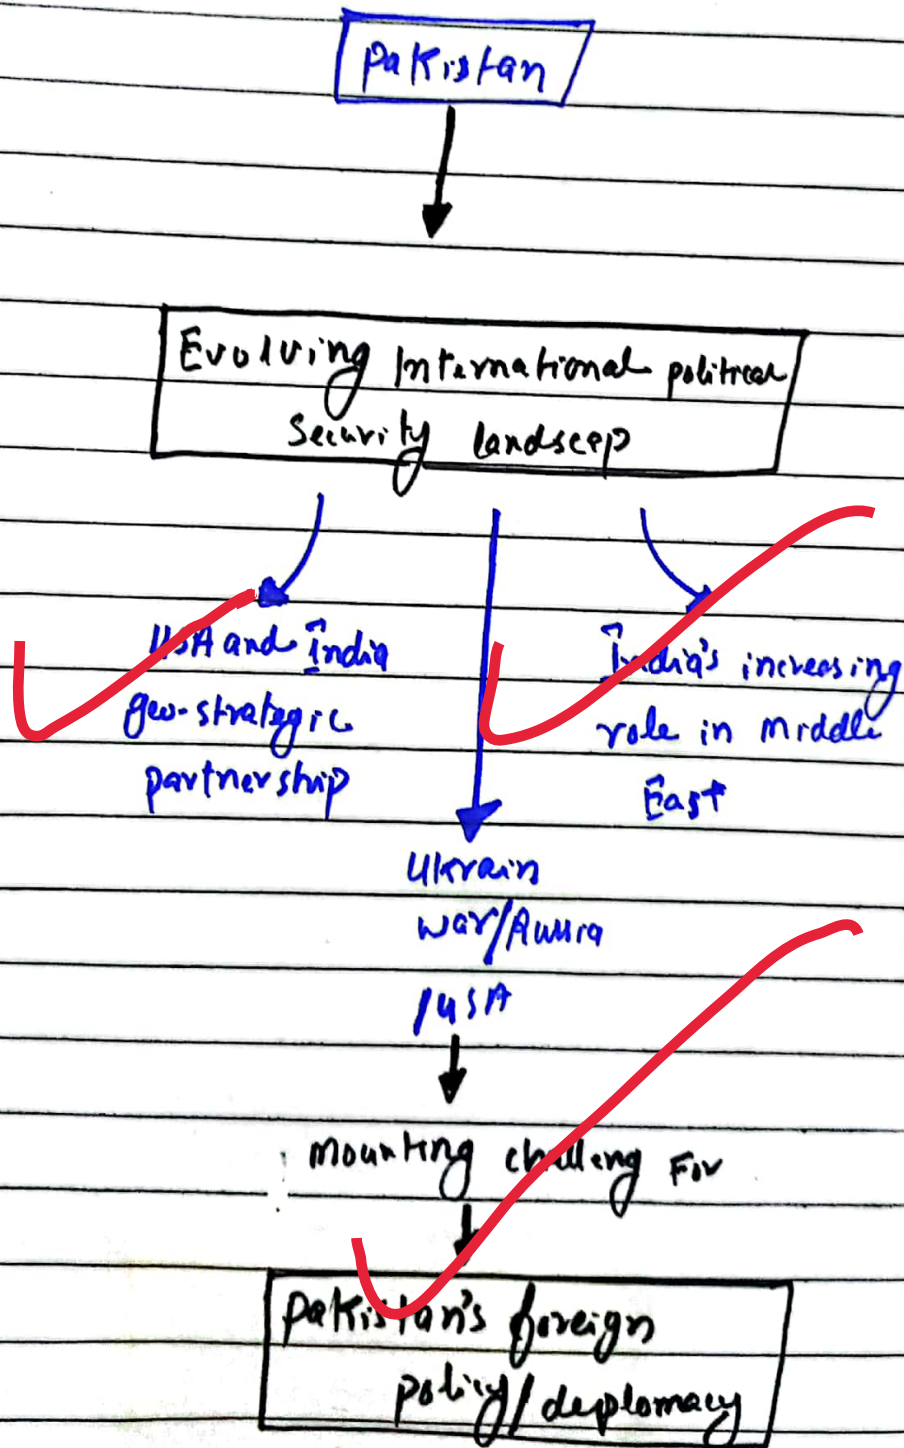 Pakistan
Evolving International political
Security landscep
USA and India
geo-strategic
partnership
India's increasing
role in Middle
East
Ukrain
war/Russia
/USA
mounting challeng For
Pakistan's foreign
policy/deplomacy